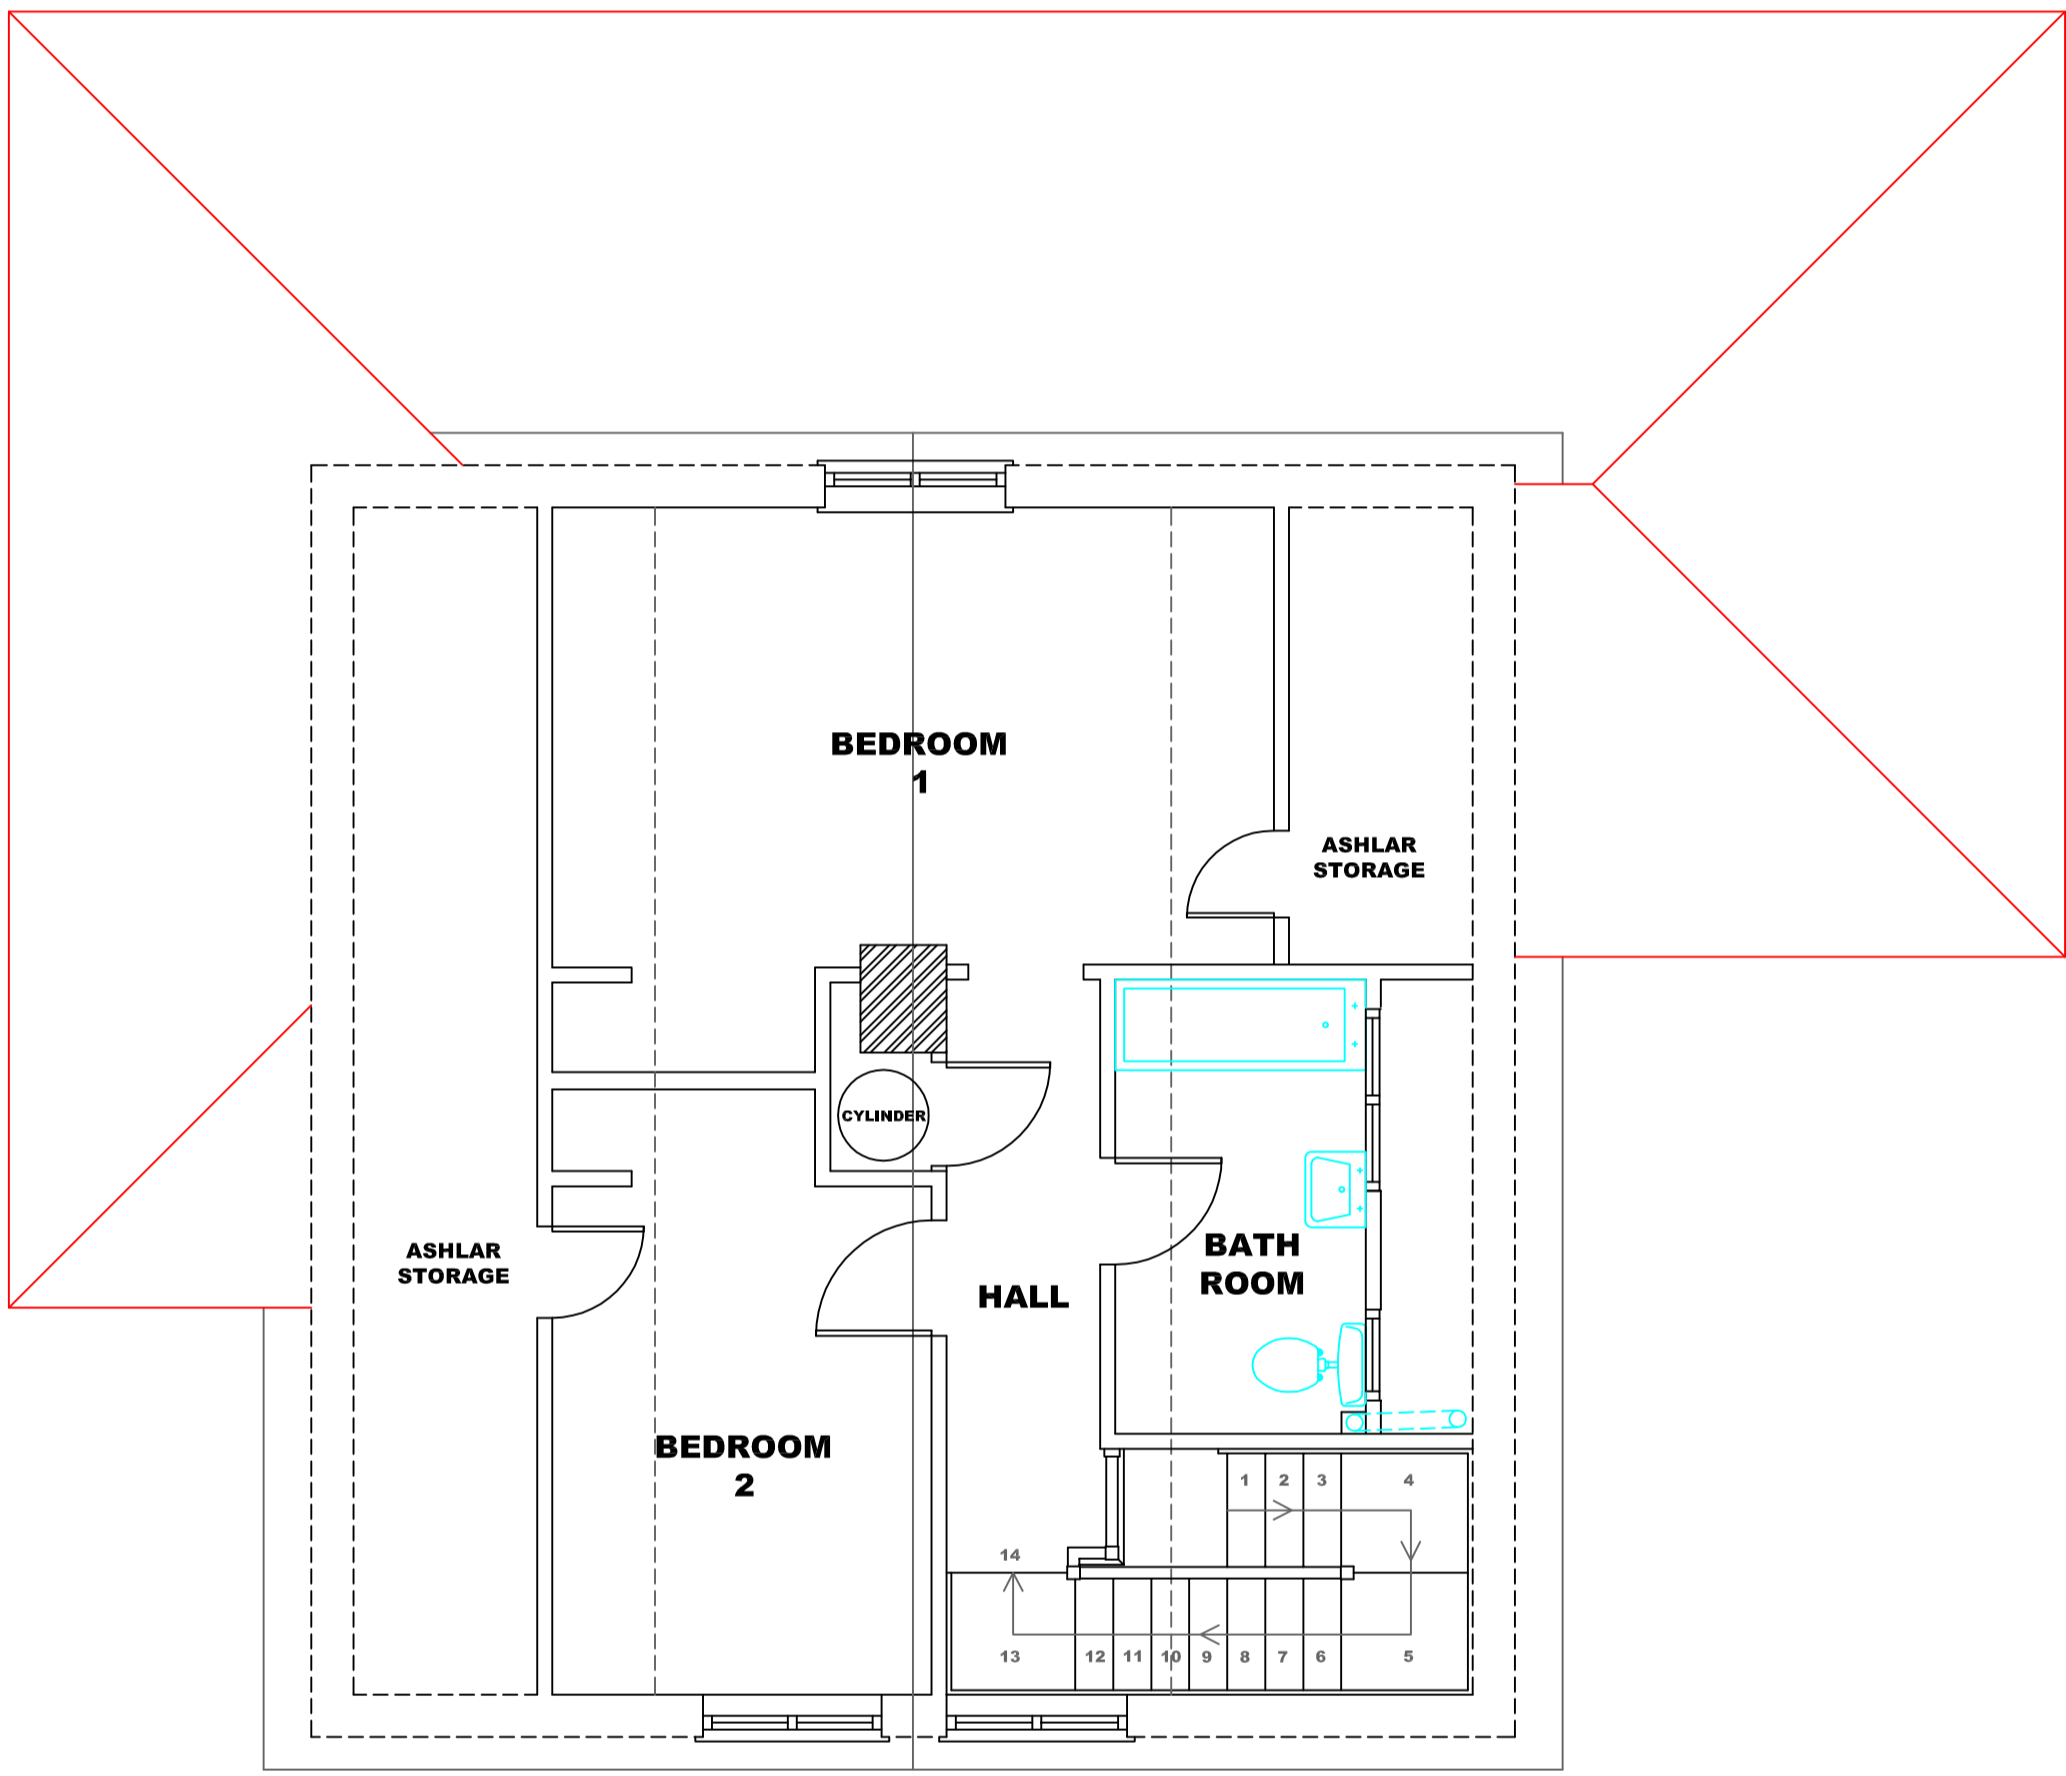 BEDROOM
1
ASHLAR
STORAGE
CYLINDER
ASHLAR
STORAGE
HALL
BATH
ROOM
BEDROOM
2
1 2 3 4
14
13 12 11 10 9 8 7 6 5